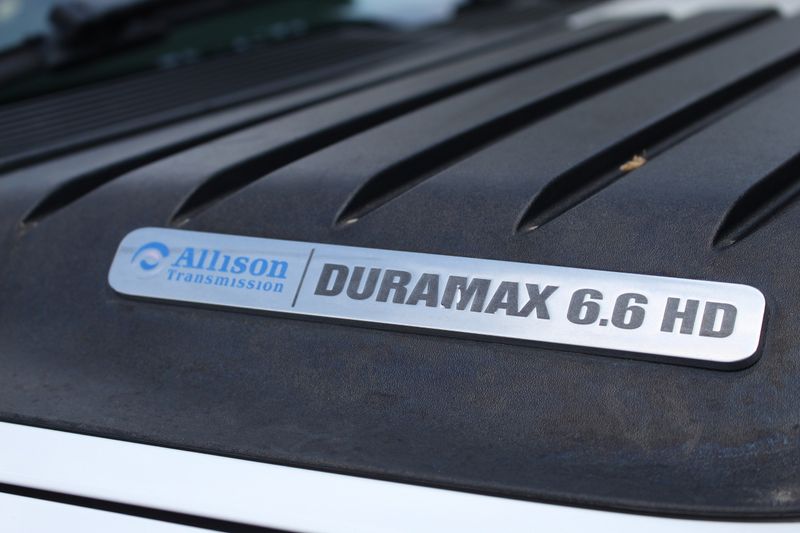 Allison
Transmission
DURAMAX 6.6 HD